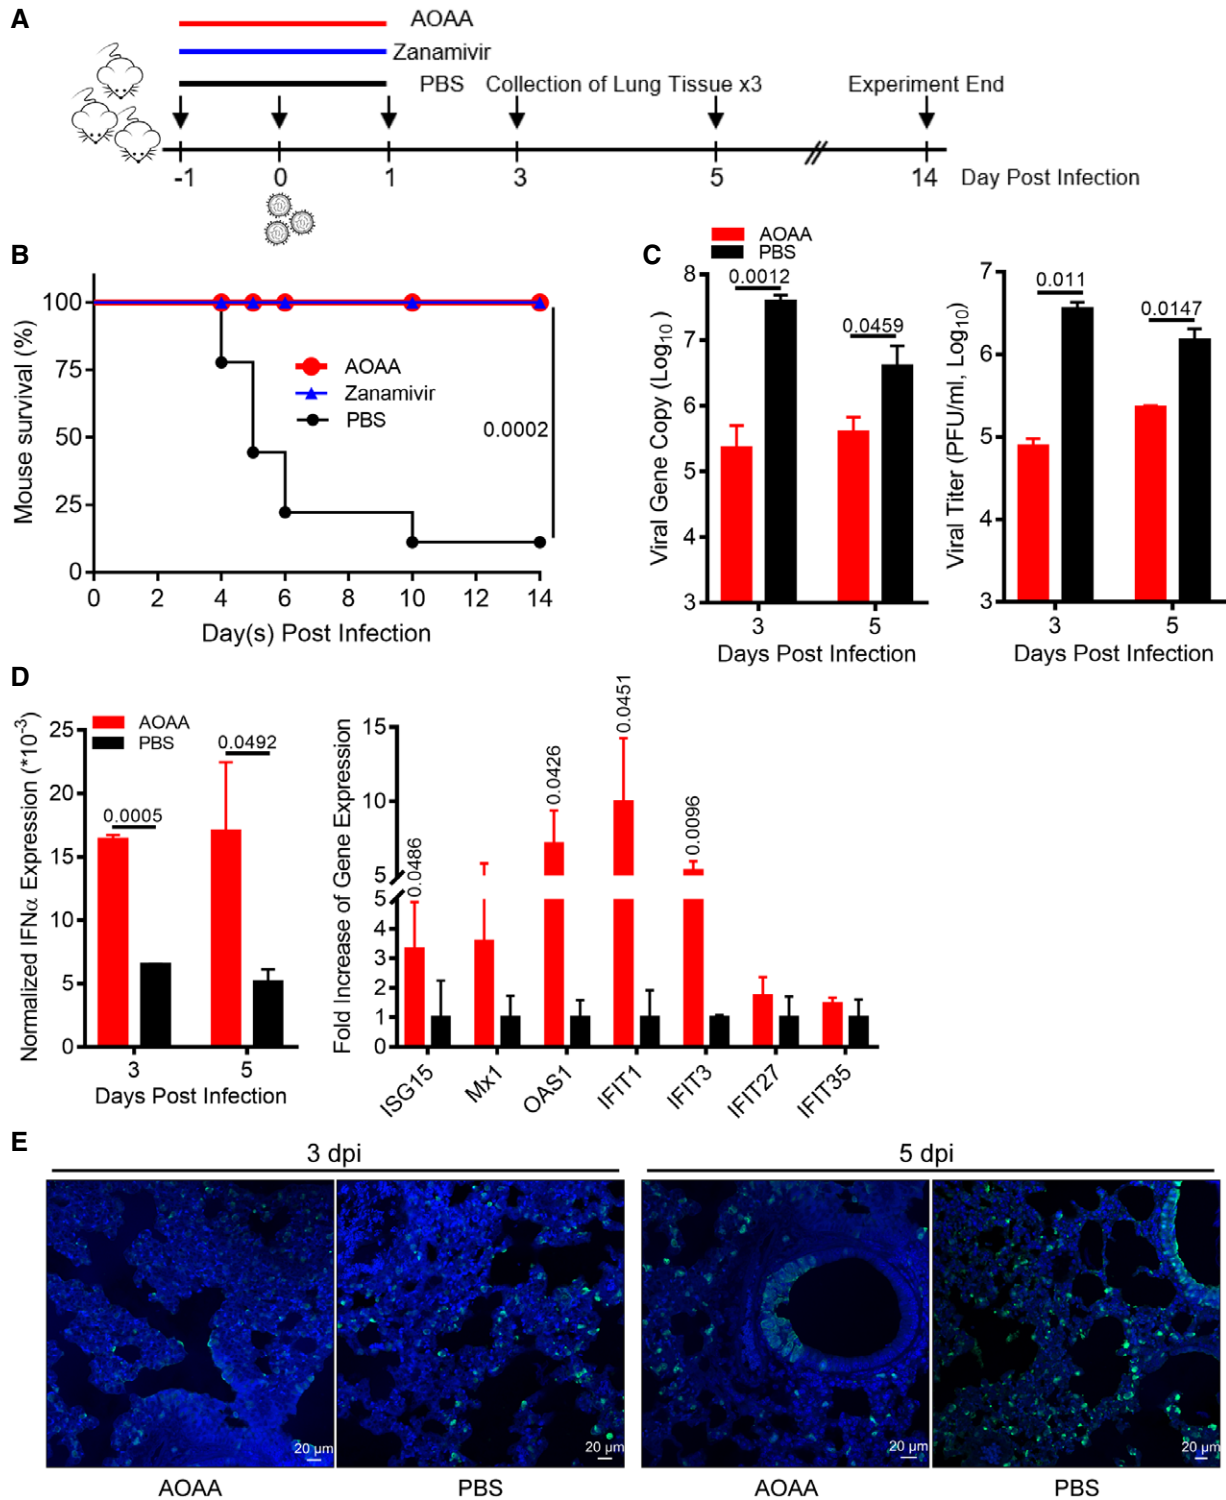 A
AOAA
Zanamivir
PBS Collection of Lung Tissue x3 Experiment End
-1 0 1 3 5 14 Day Post Infection
B
Mouse survival (%)
100
75
50
25
0
0 2 4 6 8 10 12 14
Day(s) Post Infection
AOAA
Zanamivir
PBS
0.0002
C
AOAA
PBS
Viral Gene Copy (Log10 )
8
7
6
5
4
3
0.0012
0.0459
3 5
Days Post Infection
Viral Titer (PFU/ml, Log10)
7
6
5
4
3
0.011
0.0147
3 5
Days Post Infection
D
Normalized IFNα Expression (*10-3)
25
20
15
10
5
0
AOAA
PBS
0.0005
0.0492
3 5
Days Post Infection
Fold Increase of Gene Expression
15
10
5
5
4
3
2
1
0
0.0486
0.0426
0.0451
0.0096
ISG15 Mx1 OAS1 IFIT1 IFIT3 IFIT27 IFIT35
E
3 dpi 5 dpi
20 µm 20 µm 20 µm 20 µm
AOAA PBS AOAA PBS